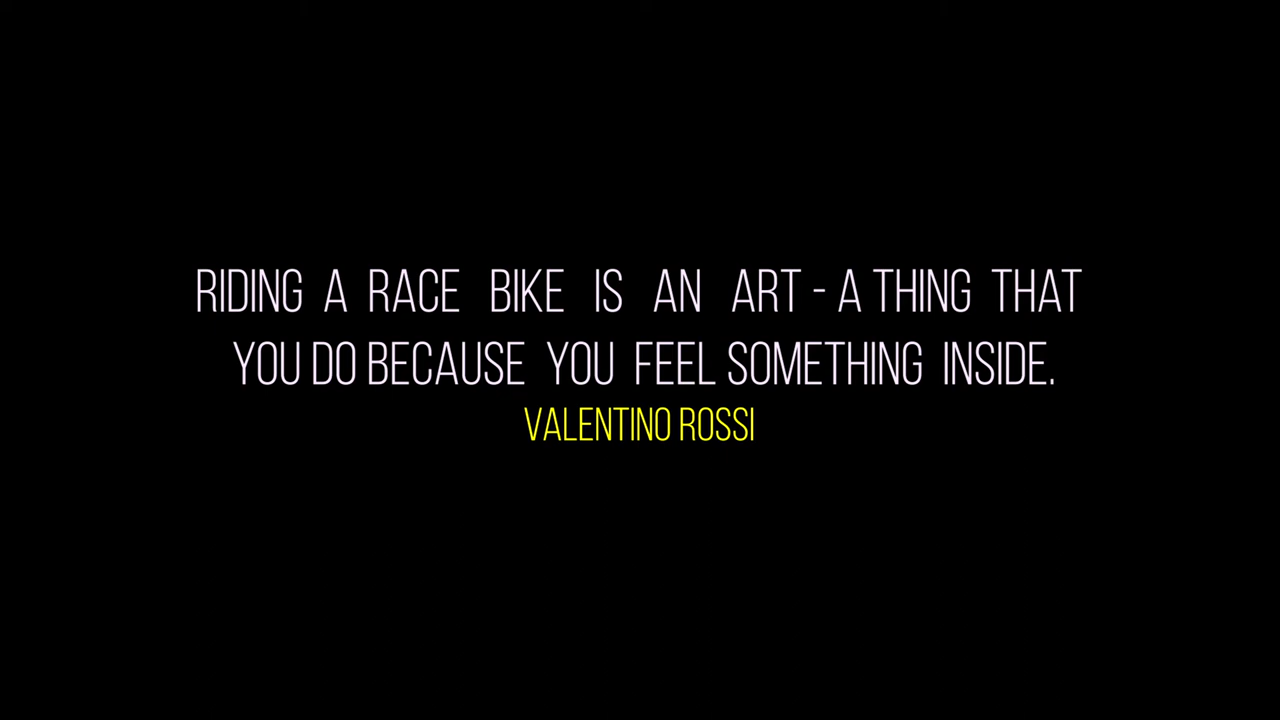 RIDING A RACE BIKE IS AN ART - A THING THAT
YOU DO BECAUSE YOU FEEL SOMETHING INSIDE.
VALENTINO ROSSI